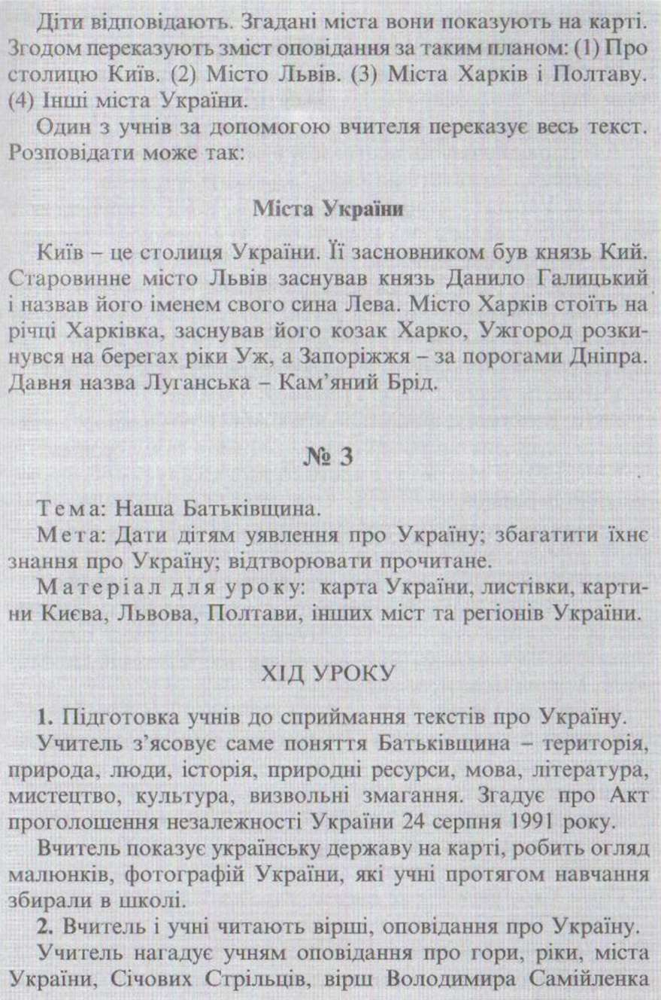 Діти відповідають. Згадані міста вони показують на карті.
Згодом переказують зміст оповідання за таким планом: (1) Про
столицю Київ. (2) Місто Львів. (3) Міста Харків і Полтаву.
(4) Інші міста України.
Один з учнів за допомогою вчителя переказує весь текст.
Розповідати може так:
Міста України
Київ – це столиця України. Її засновником був князь Кий.
Старовинне місто Львів заснував князь Данило Галицький
і назвав його іменем свого сина Лева. Місто Харків стоїть на
річці Харківка, заснував його козак Харко, Ужгород розки-
нувся на берегах ріки Уж, а Запоріжжя – за порогами Дніпра.
Давня назва Луганська – Кам’яний Брід.
№ 3
Тема: Наша Батьківщина.
Мета: Дати дітям уявлення про Україну; збагатити їхнє
знання про Україну; відтворювати прочитане.
Матеріал для уроку: карта України, листівки, карти-
ни Києва, Львова, Полтави, інших міст та регіонів України.
ХІД УРОКУ
1. Підготовка учнів до сприймання текстів про Україну.
Учитель з’ясовує саме поняття Батьківщина – територія,
природа, люди, історія, природні ресурси, мова, література,
мистецтво, культура, визвольні змагання. Згадує про Акт
проголошення незалежності України 24 серпня 1991 року.
Вчитель показує українську державу на карті, робить огляд
малюнків, фотографій України, які учні протягом навчання
збирали в школі.
2. Вчитель і учні читають вірші, оповідання про Україну.
Учитель нагадує учням оповідання про гори, ріки, міста
України, Січових Стрільців, вірш Володимира Самійленка